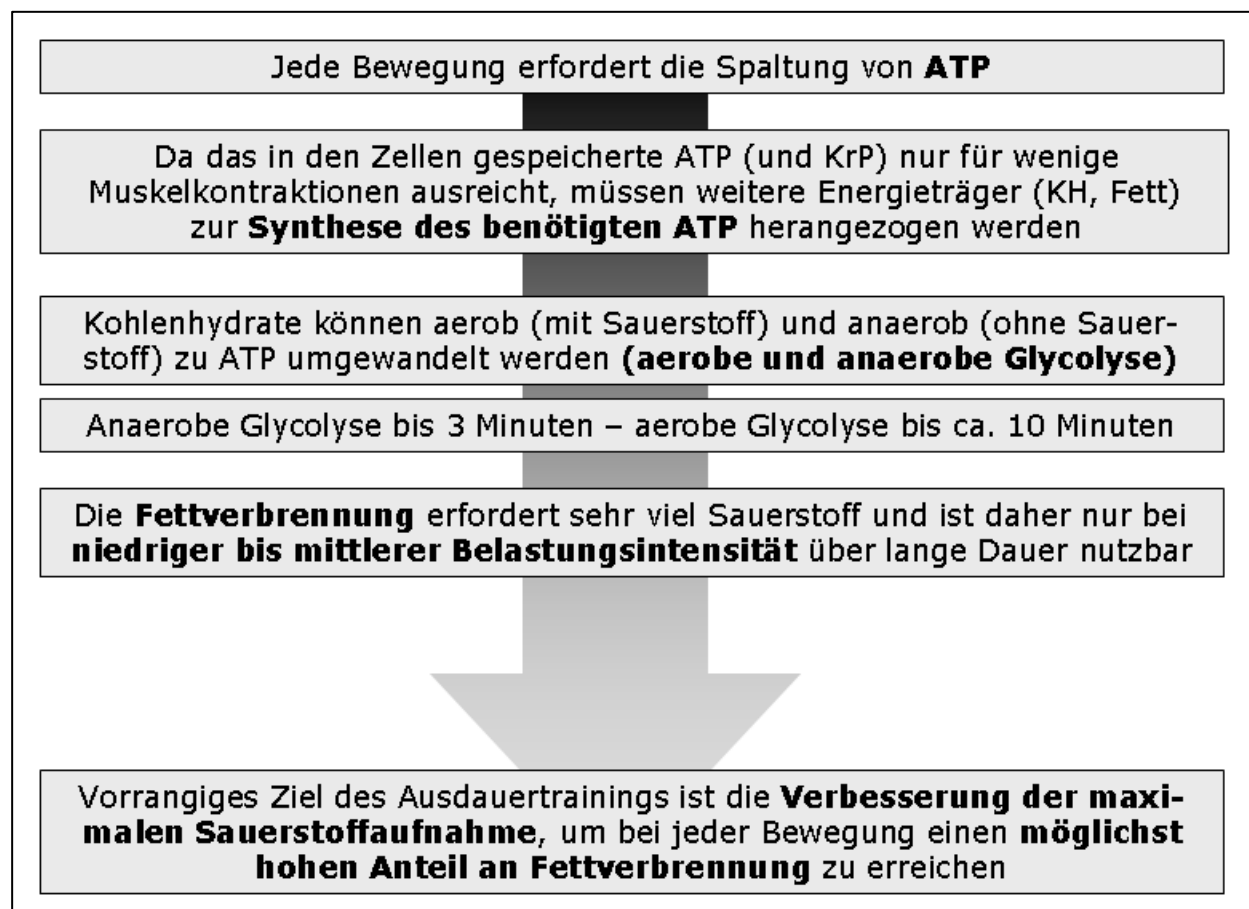 Jede Bewegung erfordert die Spaltung von ATP
Da das in den Zellen gespeicherte ATP (und KrP) nur für wenige
Muskelkontraktionen ausreicht, müssen weitere Energieträger (KH, Fett)
zur Synthese des benötigten ATP herangezogen werden
Kohlenhydrate können aerob (mit Sauerstoff) und anaerob (ohne Sauer-
stoff) zu ATP umgewandelt werden (aerobe und anaerobe Glycolyse)
Anaerobe Glycolyse bis 3 Minuten – aerobe Glycolyse bis ca. 10 Minuten
Die Fettverbrennung erfordert sehr viel Sauerstoff und ist daher nur bei
niedriger bis mittlerer Belastungsintensität über lange Dauer nutzbar
Vorrangiges Ziel des Ausdauertrainings ist die Verbesserung der maxi-
malen Sauerstoffaufnahme, um bei jeder Bewegung einen möglichst
hohen Anteil an Fettverbrennung zu erreichen